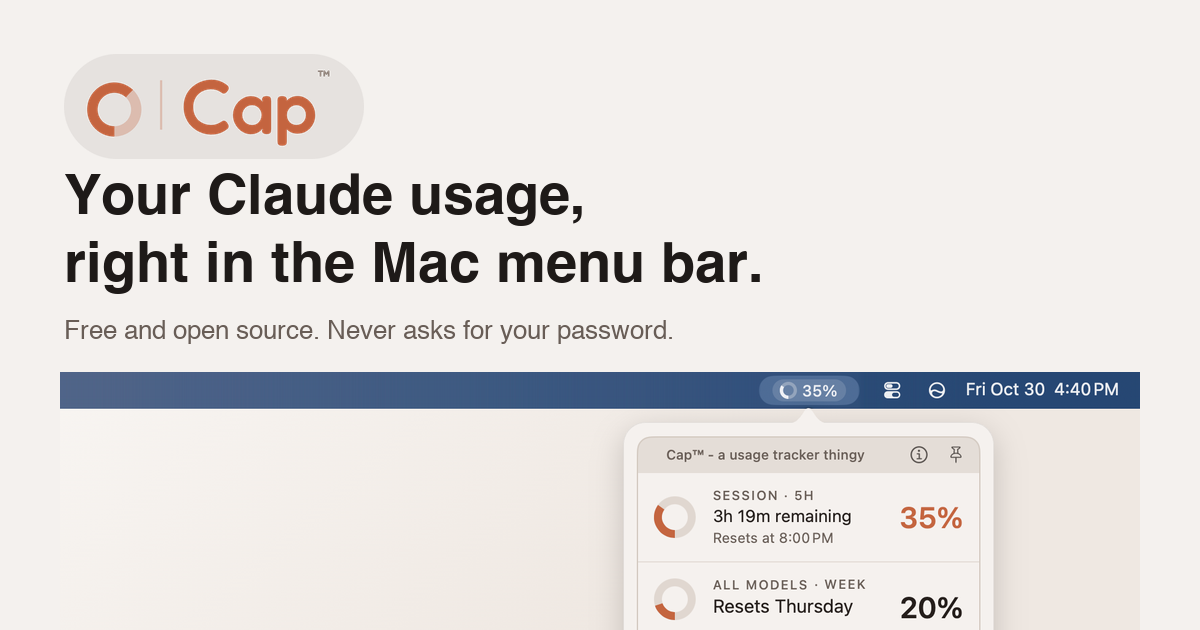 Cap™
Your Claude usage,
right in the Mac menu bar.
Free and open source. Never asks for your password.
35% Fri Oct 30 4:40 PM
Cap™ - a usage tracker thingy
SESSION · 5H
3h 19m remaining
35%
Resets at 8:00 PM
ALL MODELS · WEEK
Resets Thursday
20%